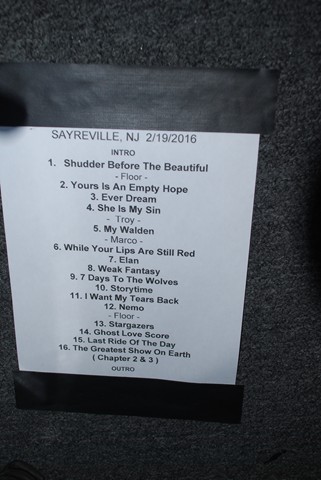 SAYREVILLE, NJ 2/19/2016
INTRO
1. Shudder Before The Beautiful
- Floor -
2. Yours Is An Empty Hope
3. Ever Dream
4. She Is My Sin
- Troy -
5. My Walden
- Marco -
6. While Your Lips Are Still Red
7. Elan
8. Weak Fantasy
9. 7 Days To The Wolves
10. Storytime
11. I Want My Tears Back
12. Nemo
- Floor -
13. Stargazers
14. Ghost Love Score
15. Last Ride Of The Day
16. The Greatest Show On Earth
( Chapter 2 & 3 )
OUTRO